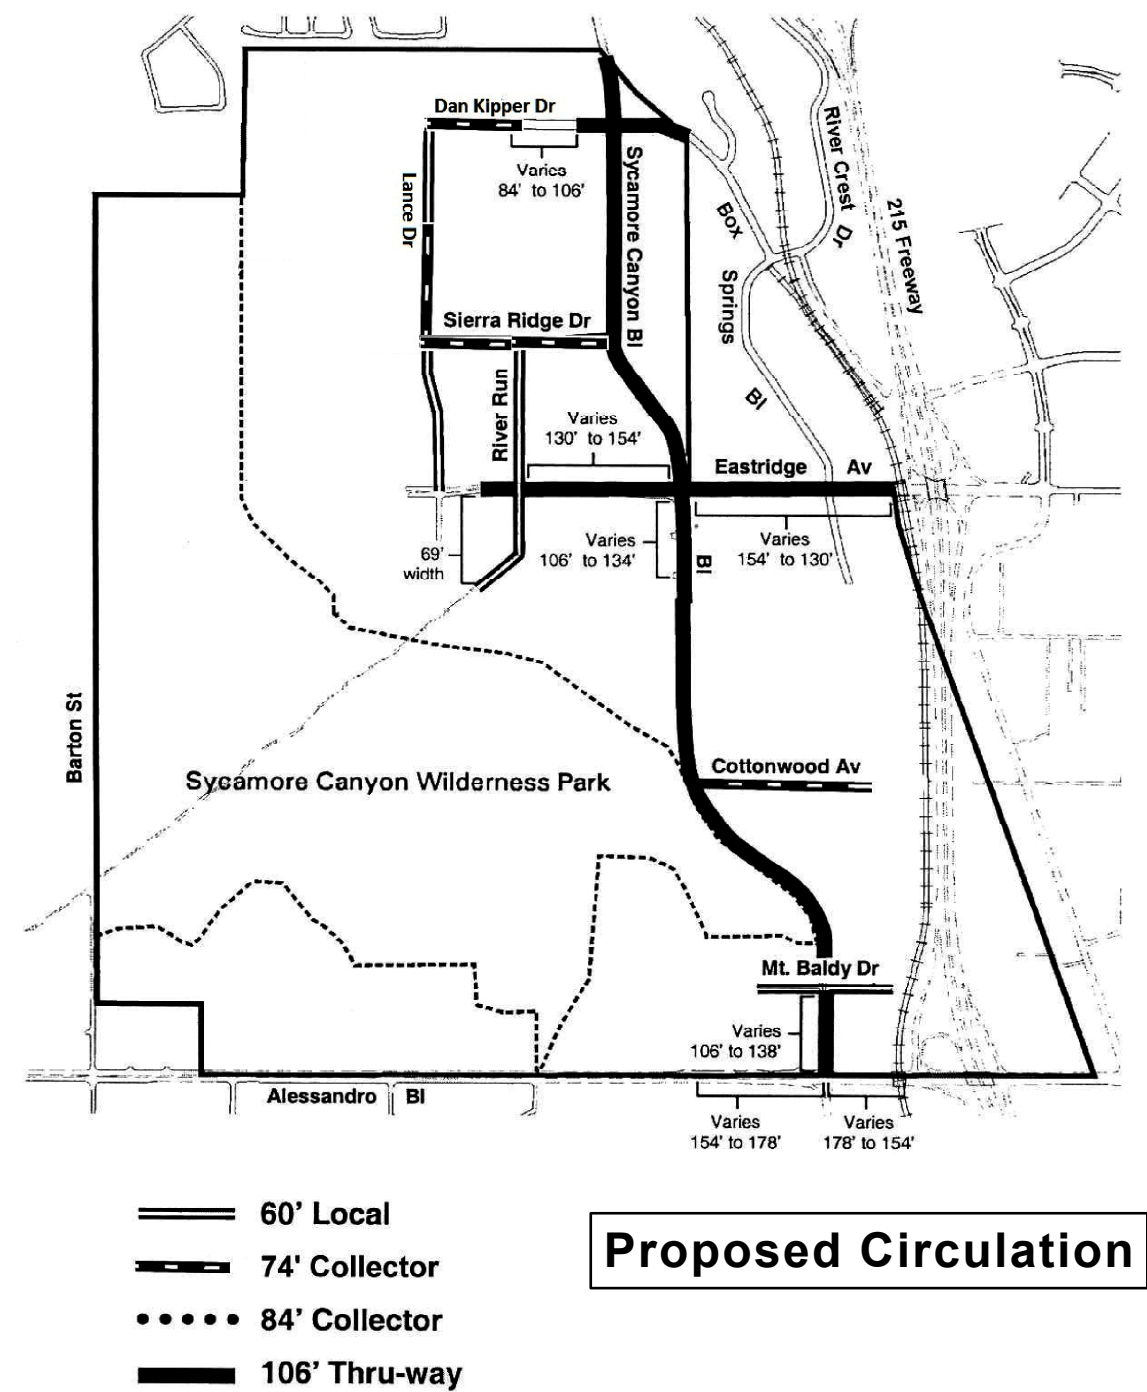 Dan Kipper Dr
Varies
84' to 106'
Lance Dr
Sycamore Canyon Bl
River Crest Dr
215 Freeway
Box Springs Bl
Sierra Ridge Dr
River Run
Varies
130' to 154'
Eastridge Av
69'
width
Varies
106' to 134'
Bl
Varies
154' to 130'
Barton St
Sycamore Canyon Wilderness Park
Cottonwood Av
Mt. Baldy Dr
Varies
106' to 138'
Alessandro Bl
Varies
154' to 178'
Varies
178' to 154'
60' Local
74' Collector
84' Collector
106' Thru-way
Proposed Circulation